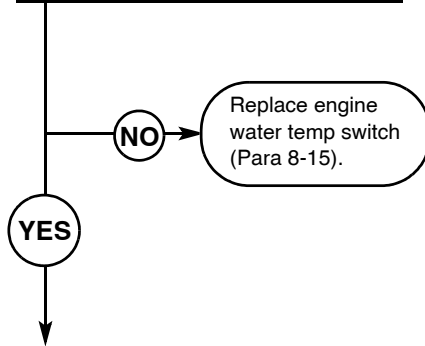 NO
Replace engine
water temp switch
(Para 8-15).
YES